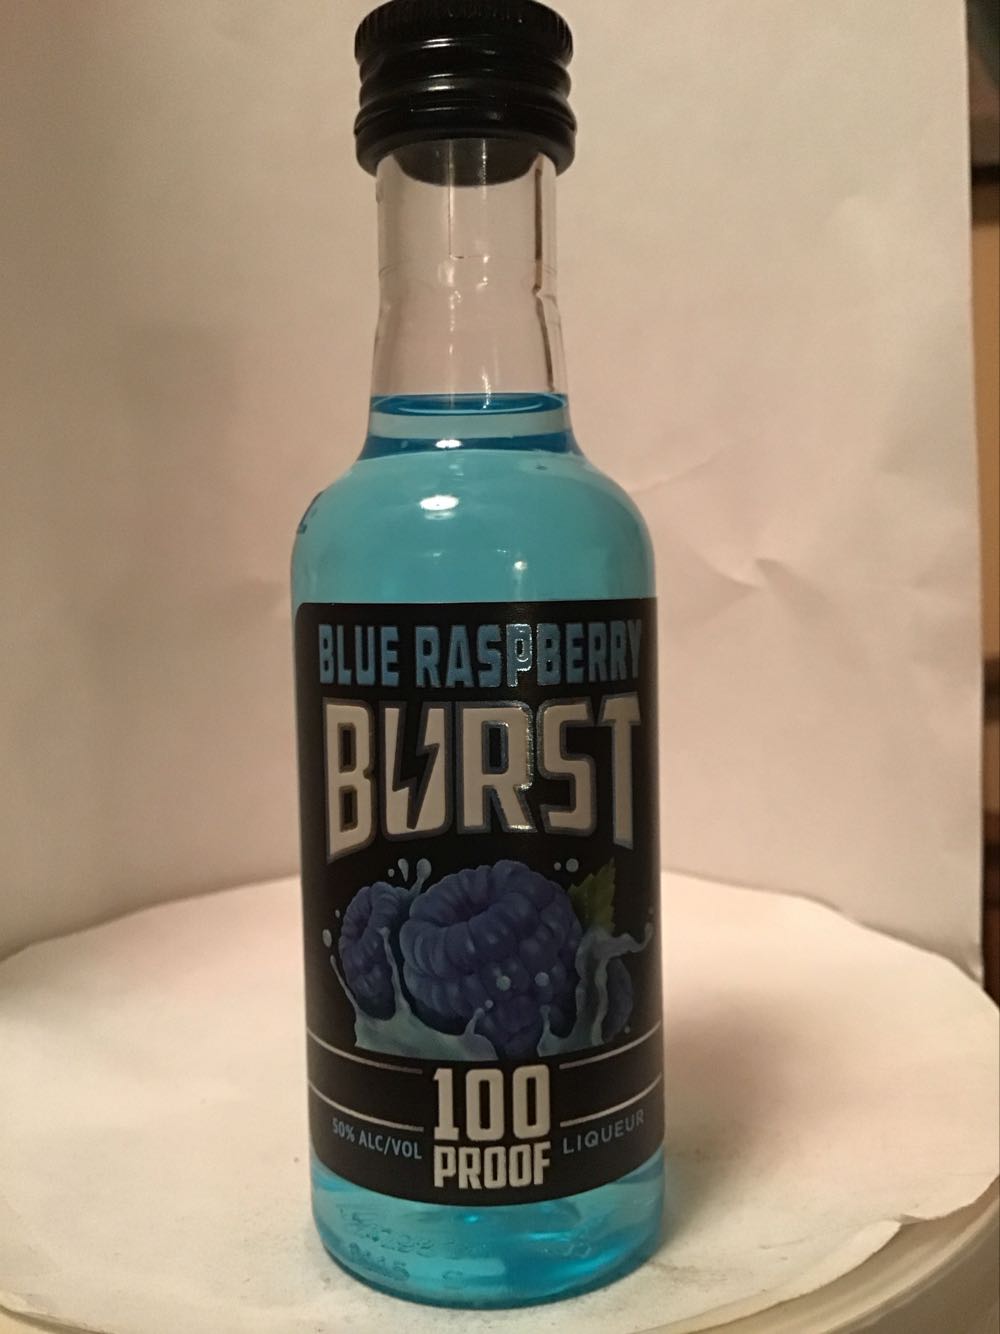 BLUE RASPBERRY
BURST
100
PROOF
50% ALC/VOL
LIQUEUR